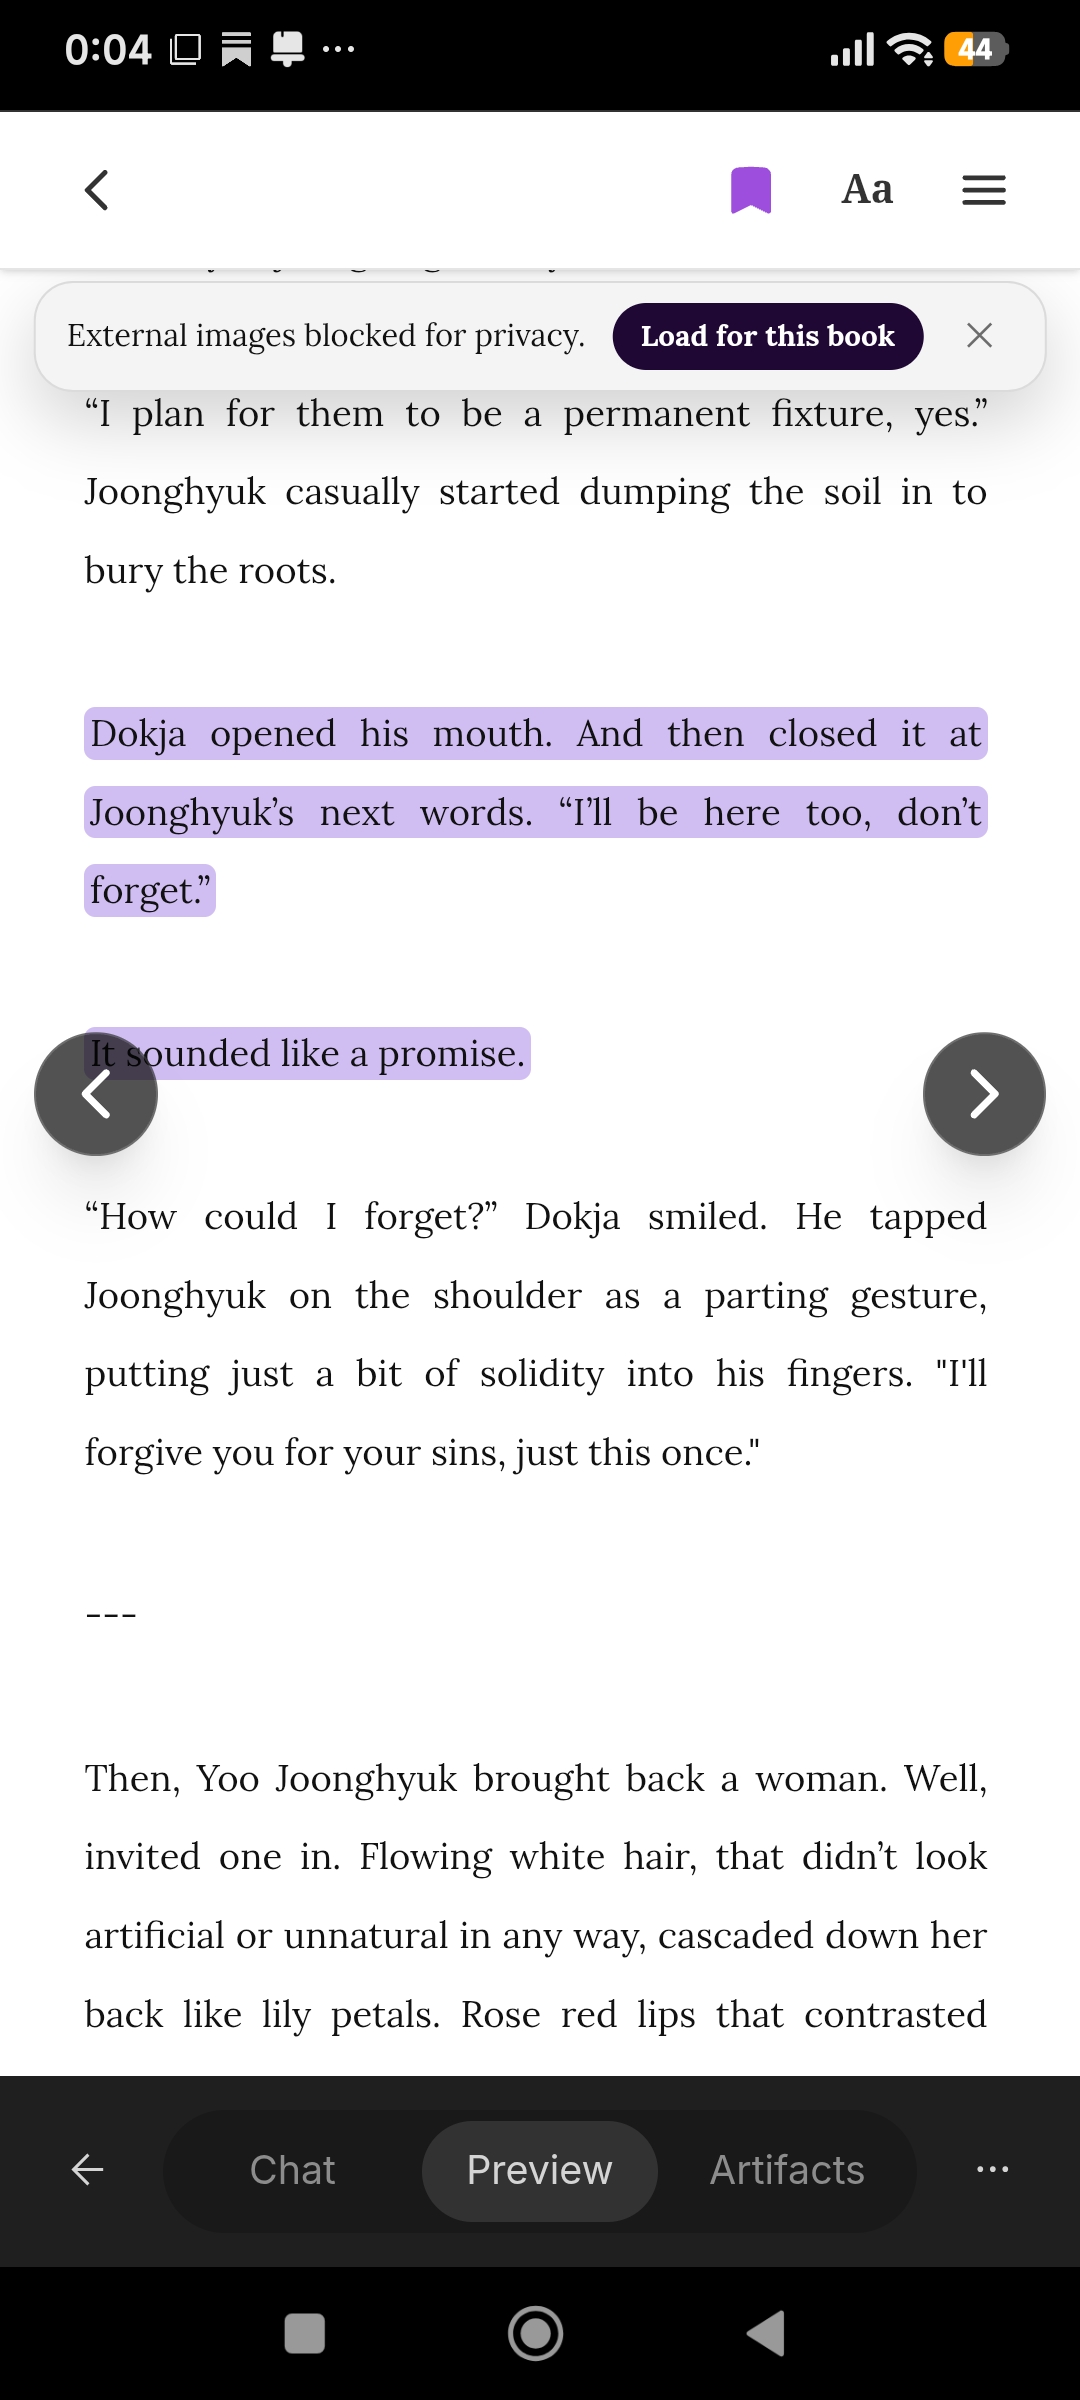 0:04
44
Aa
External images blocked for privacy.
Load for this book
“I plan for them to be a permanent fixture, yes.”
Joonghyuk casually started dumping the soil in to
bury the roots.
Dokja opened his mouth. And then closed it at
Joonghyuk’s next words. “I’ll be here too, don’t
forget.”
It sounded like a promise.
“How could I forget?” Dokja smiled. He tapped
Joonghyuk on the shoulder as a parting gesture,
putting just a bit of solidity into his fingers. "I'll
forgive you for your sins, just this once."
---
Then, Yoo Joonghyuk brought back a woman. Well,
invited one in. Flowing white hair, that didn’t look
artificial or unnatural in any way, cascaded down her
back like lily petals. Rose red lips that contrasted
Chat
Preview
Artifacts